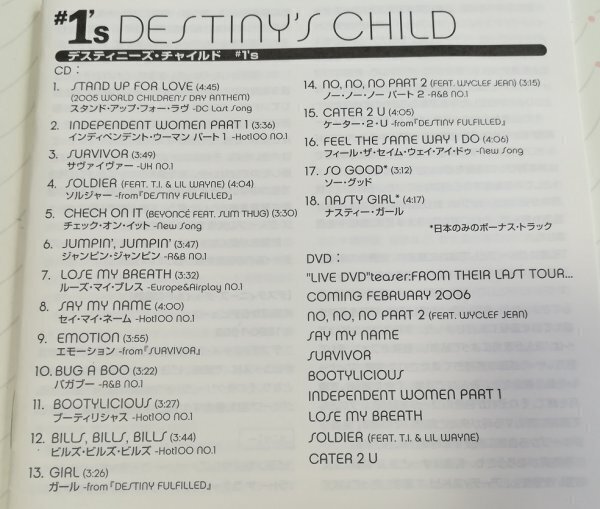 #1's DESTINY'S CHILD
デスティニーズ・チャイルド #1's
CD：
1. STAND UP FOR LOVE (4:45)
(2005 WORLD CHILDREN'S DAY ANTHEM)
スタンド・アップ・フォー・ラヴ -DC Last Song
2. INDEPENDENT WOMEN PART 1 (3:36)
インディペンデント・ウーマン パート 1 -Hot100 NO.1
3. SURVIVOR (3:49)
サヴァイヴァー -UK NO.1
4. SOLDIER (FEAT. T.I. & LIL WAYNE) (4:04)
ソルジャー -from『DESTINY FULFILLED』
5. CHECK ON IT (BEYONCÉ FEAT. SLIM THUG) (3:30)
チェック・オン・イット -New Song
6. JUMPIN', JUMPIN' (3:47)
ジャンピン・ジャンピン -R&B NO.1
7. LOSE MY BREATH (3:32)
ルーズ・マイ・ブレス -Europe&Airplay NO.1
8. SAY MY NAME (4:00)
セイ・マイ・ネーム -Hot100 NO.1
9. EMOTION (3:55)
エモーション -from『SURVIVOR』
10. BUG A BOO (3:22)
バガブー -R&B NO.1
11. BOOTYLICIOUS (3:27)
ブーティリシャス -Hot100 NO.1
12. BILLS, BILLS, BILLS (3:44)
ビルズ・ビルズ・ビルズ -Hot100 NO.1
13. GIRL (3:26)
ガール -from『DESTINY FULFILLED』
14. NO, NO, NO PART 2 (FEAT. WYCLEF JEAN) (3:15)
ノー・ノー・ノー パート 2 -R&B NO.1
15. CATER 2 U (4:05)
ケーター・2・U -from『DESTINY FULFILLED』
16. FEEL THE SAME WAY I DO (4:06)
フィール・ザ・セイム・ウェイ・アイ・ドゥ -New Song
17. SO GOOD* (3:12)
ソー・グッド
18. NASTY GIRL* (4:17)
ナスティー・ガール
*日本のみのボーナス・トラック
DVD：
"LIVE DVD"teaser:FROM THEIR LAST TOUR...
COMING FEBRUARY 2006
NO, NO, NO PART 2 (FEAT. WYCLEF JEAN)
SAY MY NAME
SURVIVOR
BOOTYLICIOUS
INDEPENDENT WOMEN PART 1
LOSE MY BREATH
SOLDIER (FEAT. T.I. & LIL WAYNE)
CATER 2 U